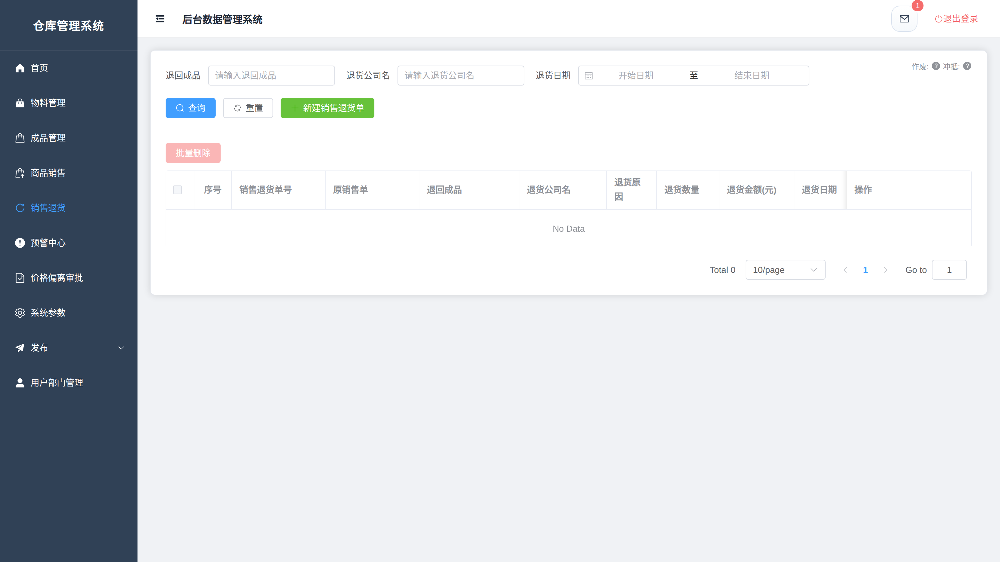 仓库管理系统
首页
物料管理
成品管理
商品销售
销售退货
预警中心
价格偏离审批
系统参数
发布
用户部门管理
后台数据管理系统
1
退出登录
作废: 冲抵:
退回成品 请输入退回成品 退货公司名 请输入退货公司名 退货日期 开始日期 至 结束日期
查询 重置 新建销售退货单
批量删除
序号 销售退货单号 原销售单 退回成品 退货公司名 退货原因 退货数量 退货金额(元) 退货日期 操作
No Data
Total 0 10/page 1 Go to 1